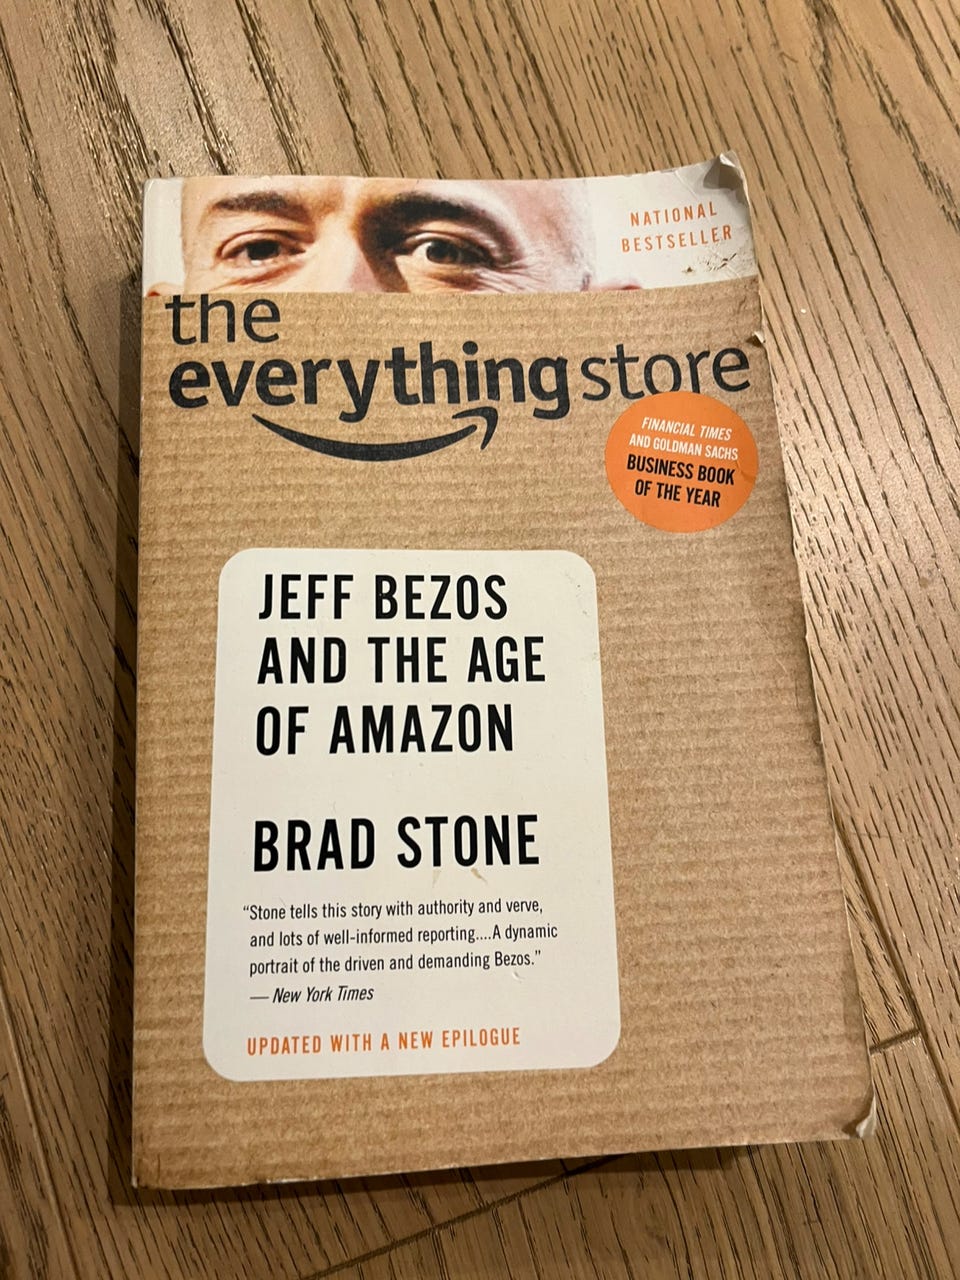 NATIONAL
BESTSELLER
the
everything store
FINANCIAL TIMES
AND GOLDMAN SACHS
BUSINESS BOOK
OF THE YEAR
JEFF BEZOS
AND THE AGE
OF AMAZON
BRAD STONE
“Stone tells this story with authority and verve,
and lots of well-informed reporting....A dynamic
portrait of the driven and demanding Bezos.”
— New York Times
UPDATED WITH A NEW EPILOGUE